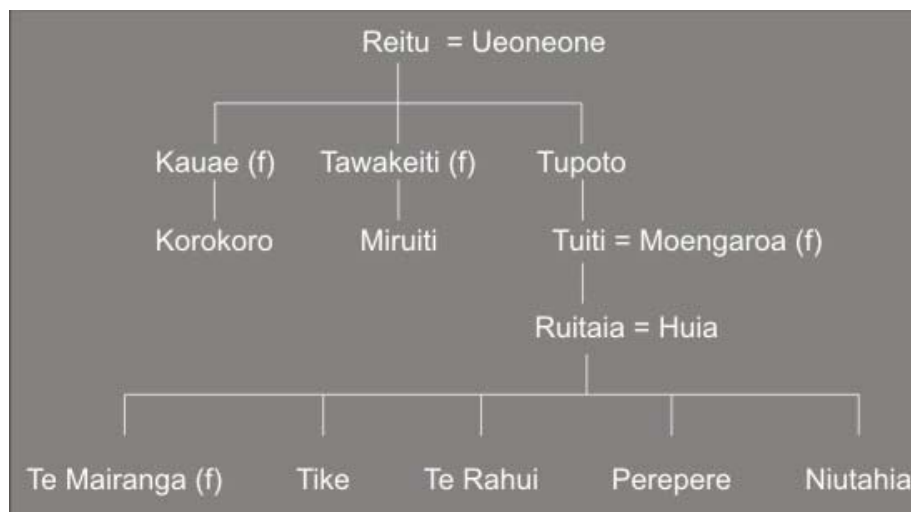 Reitu = Ueoneone
Kauae (f) Tawakeiti (f) Tupoto
Korokoro Miruiti Tuiti = Moengaroa (f)
Ruitaia = Huia
Te Mairanga (f) Tike Te Rahui Perepere Niutahia